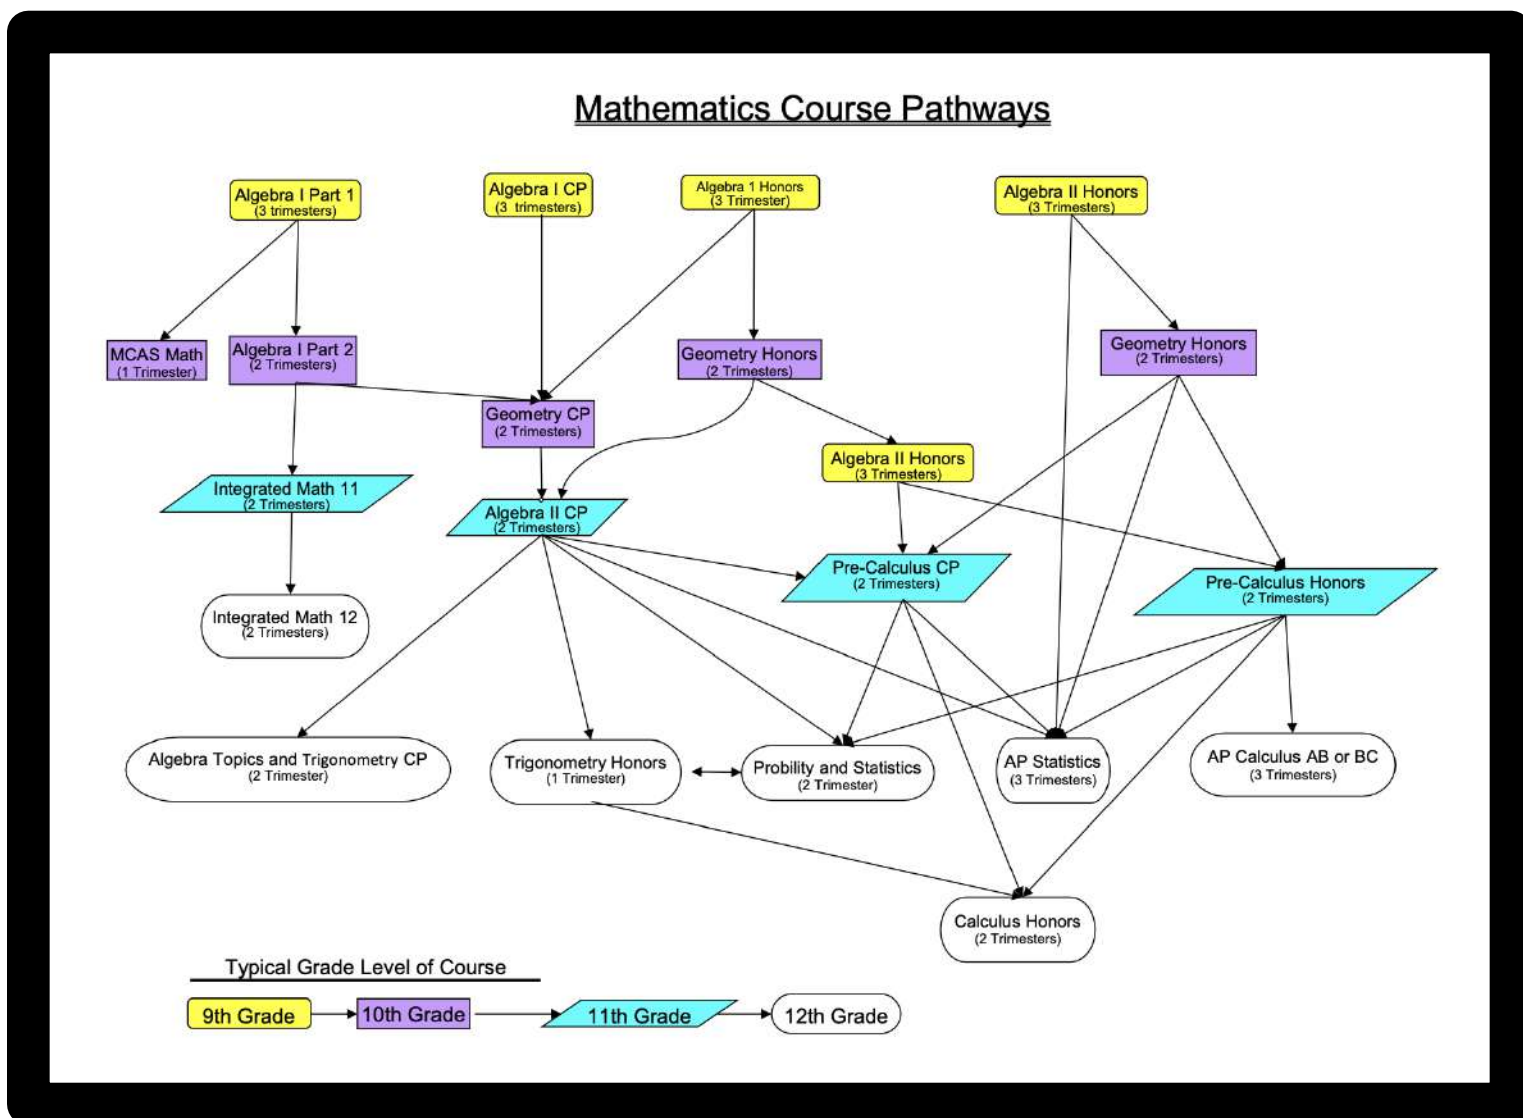 Mathematics Course Pathways
Algebra I Part 1
(3 trimesters)
Algebra I CP
(3 trimesters)
Algebra 1 Honors
(3 Trimester)
Algebra II Honors
(3 Trimesters)
MCAS Math
(1 Trimester)
Algebra I Part 2
(2 Trimesters)
Geometry Honors
(2 Trimesters)
Geometry Honors
(2 Trimesters)
Geometry CP
(2 Trimesters)
Algebra II Honors
(3 Trimesters)
Integrated Math 11
(2 Trimesters)
Algebra II CP
(2 Trimesters)
Pre-Calculus CP
(2 Trimesters)
Pre-Calculus Honors
(2 Trimesters)
Integrated Math 12
(2 Trimesters)
Algebra Topics and Trigonometry CP
(2 Trimester)
Trigonometry Honors
(1 Trimester)
Probility and Statistics
(2 Trimester)
AP Statistics
(3 Trimesters)
AP Calculus AB or BC
(3 Trimesters)
Calculus Honors
(2 Trimesters)
Typical Grade Level of Course
9th Grade
10th Grade
11th Grade
12th Grade